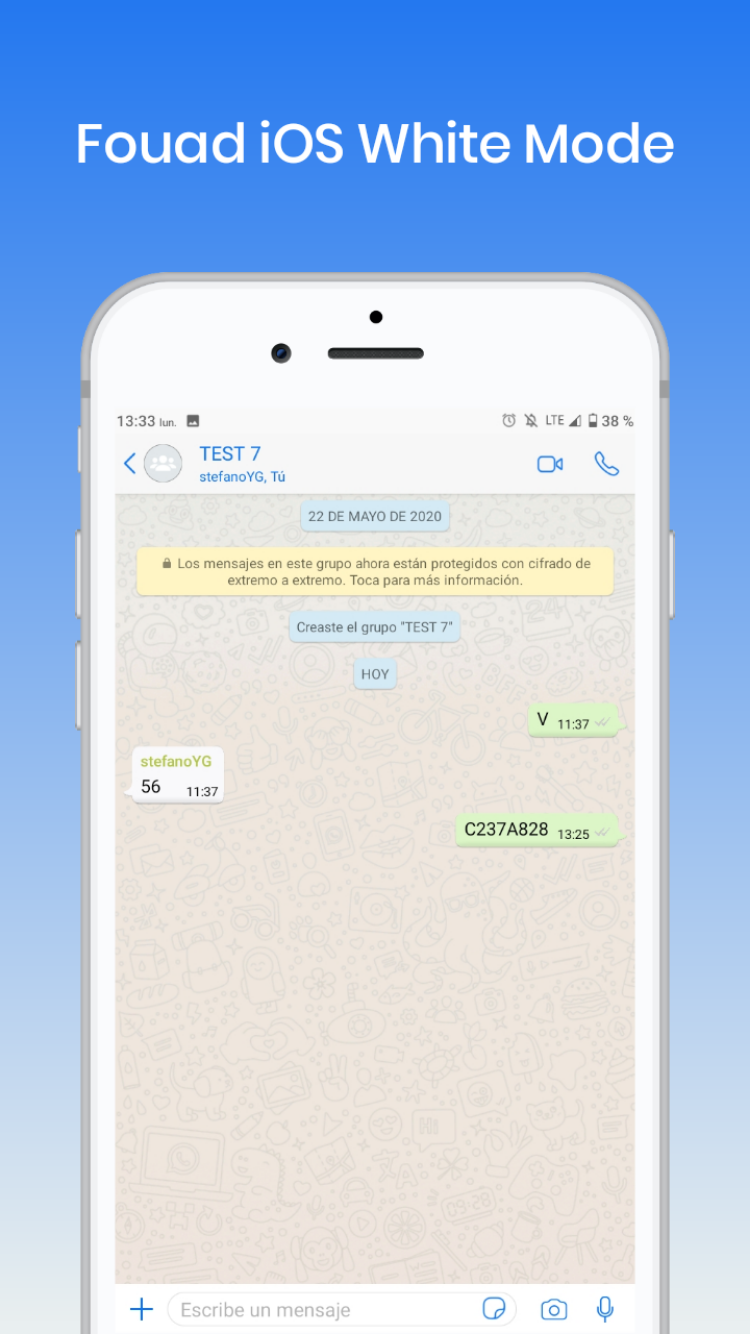 Fouad iOS White Mode
13:33 lun.
LTE 38 %
TEST 7
stefanoYG, Tú
22 DE MAYO DE 2020
Los mensajes en este grupo ahora están protegidos con cifrado de
extremo a extremo. Toca para más información.
Creaste el grupo "TEST 7"
HOY
V 11:37
stefanoYG
56 11:37
C237A828 13:25
Escribe un mensaje